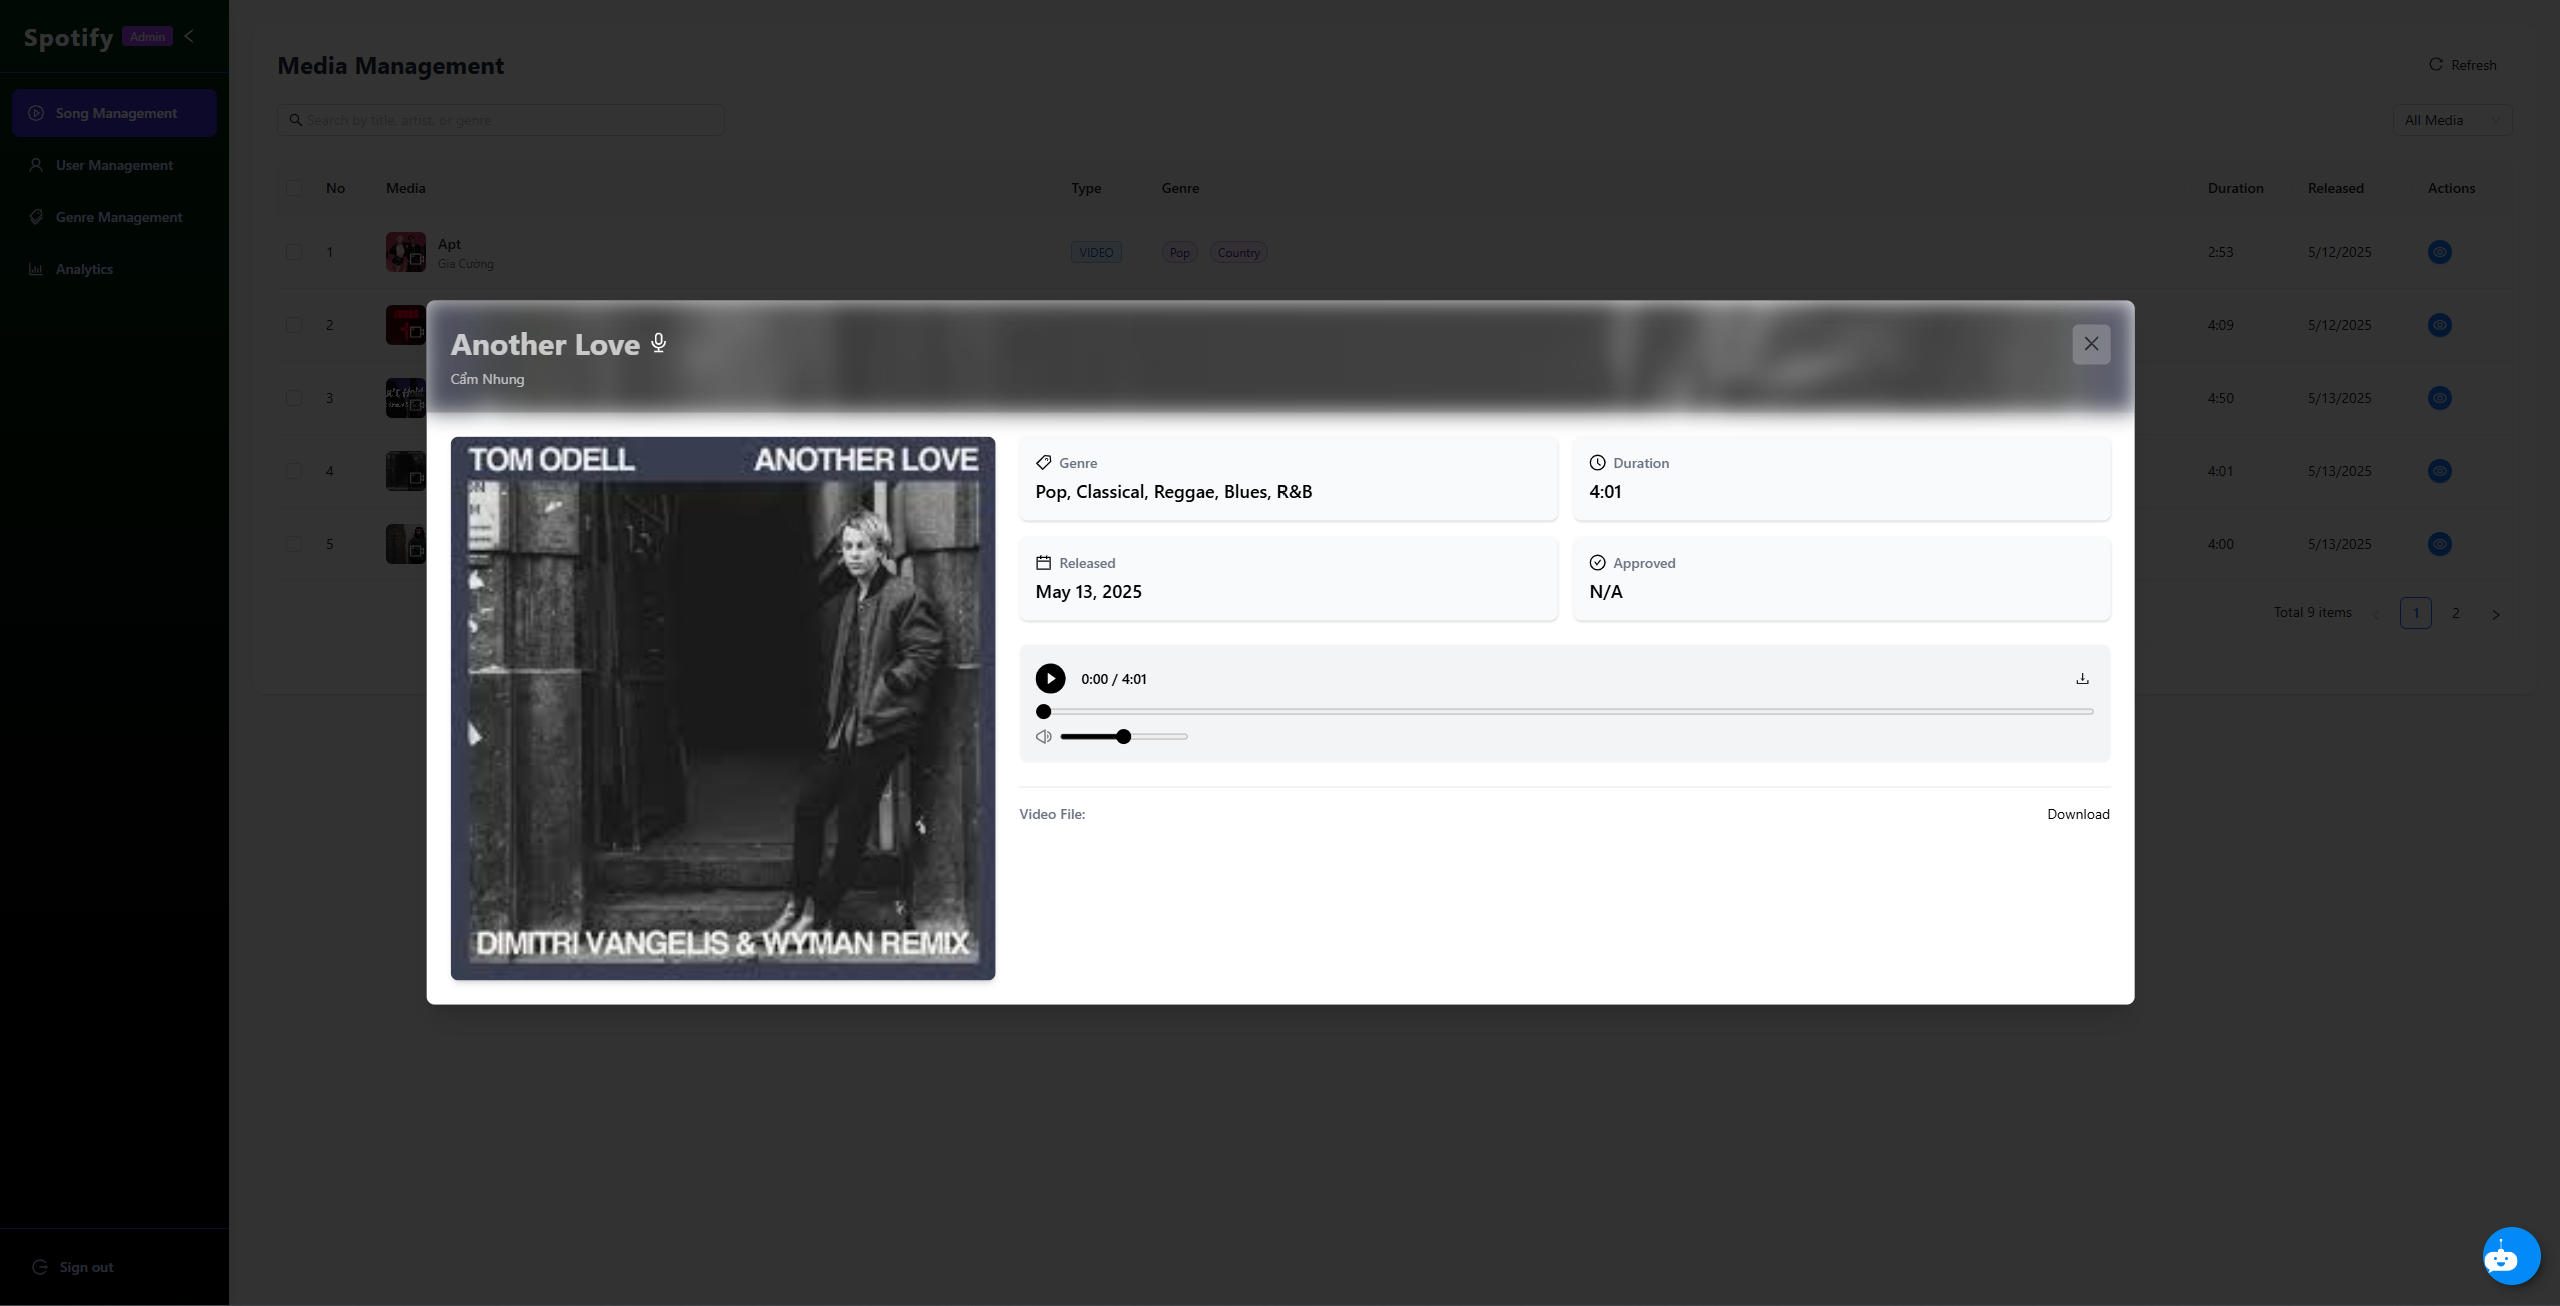 Spotify Admin
Song Management
User Management
Genre Management
Analytics
Sign out
Media Management
Refresh
Search by title, artist, or genre
All Media
No Media Type Genre Duration Released Actions
1 Apt VIDEO Pop Country 2:53 5/12/2025
Gia Cường
2 4:09 5/12/2025
3 4:50 5/13/2025
4 4:01 5/13/2025
5 4:00 5/13/2025
Total 9 items 1 2
Another Love
Cẩm Nhung
TOM ODELL ANOTHER LOVE
DIMITRI VANGELIS & WYMAN REMIX
Genre
Pop, Classical, Reggae, Blues, R&B
Duration
4:01
Released
May 13, 2025
Approved
N/A
0:00 / 4:01
Video File: Download